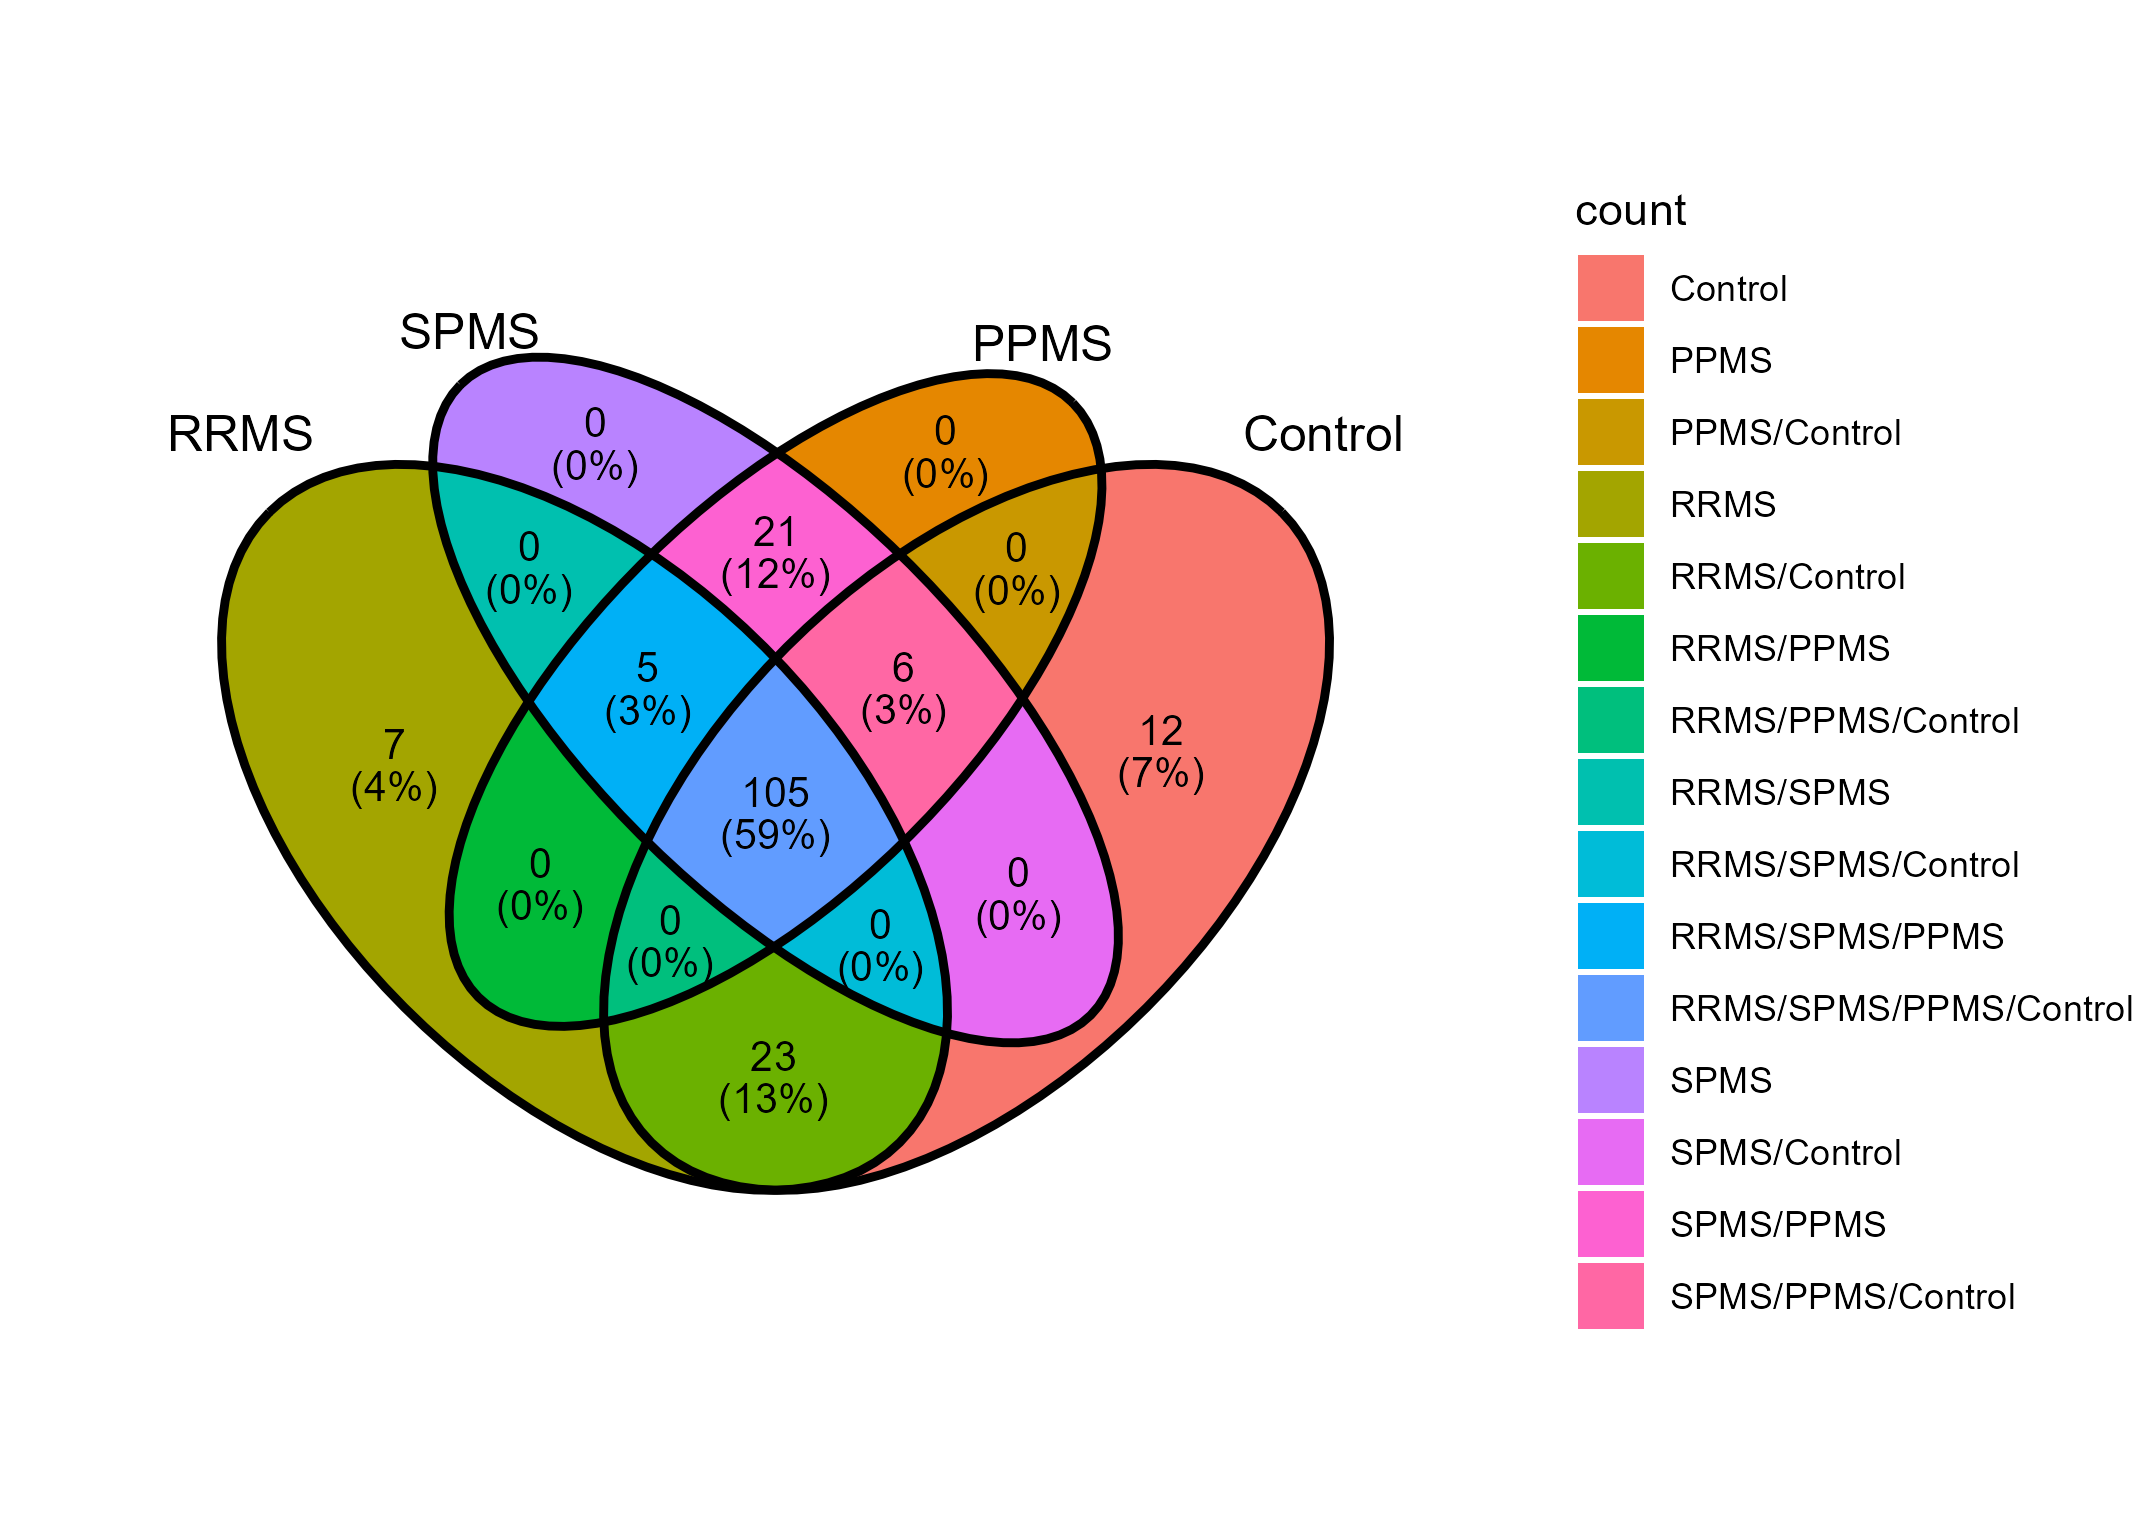 SPMS
PPMS
RRMS
Control
0
(0%)
0
(0%)
21
(12%)
0
(0%)
0
(0%)
5
(3%)
6
(3%)
7
(4%)
12
(7%)
105
(59%)
0
(0%)
0
(0%)
0
(0%)
0
(0%)
23
(13%)
count
Control
PPMS
PPMS/Control
RRMS
RRMS/Control
RRMS/PPMS
RRMS/PPMS/Control
RRMS/SPMS
RRMS/SPMS/Control
RRMS/SPMS/PPMS
RRMS/SPMS/PPMS/Control
SPMS
SPMS/Control
SPMS/PPMS
SPMS/PPMS/Control